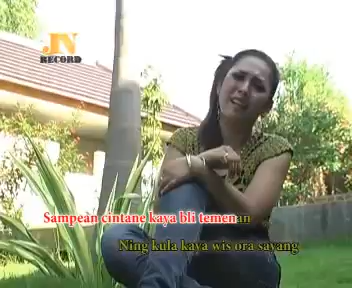 JN
RECORD
Sampean cintane kaya bli temenan
Ning kula kaya wis ora sayang